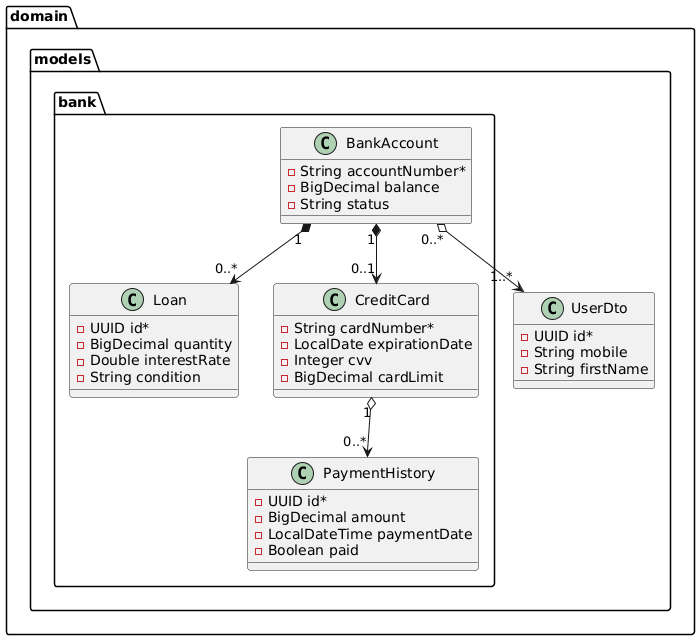 domain
models
bank
C BankAccount
String accountNumber*
BigDecimal balance
String status
1
1
0..*
0..*
0..1
1..*
C Loan
UUID id*
BigDecimal quantity
Double interestRate
String condition
C CreditCard
String cardNumber*
LocalDate expirationDate
Integer cvv
BigDecimal cardLimit
C UserDto
UUID id*
String mobile
String firstName
1
0..*
C PaymentHistory
UUID id*
BigDecimal amount
LocalDateTime paymentDate
Boolean paid